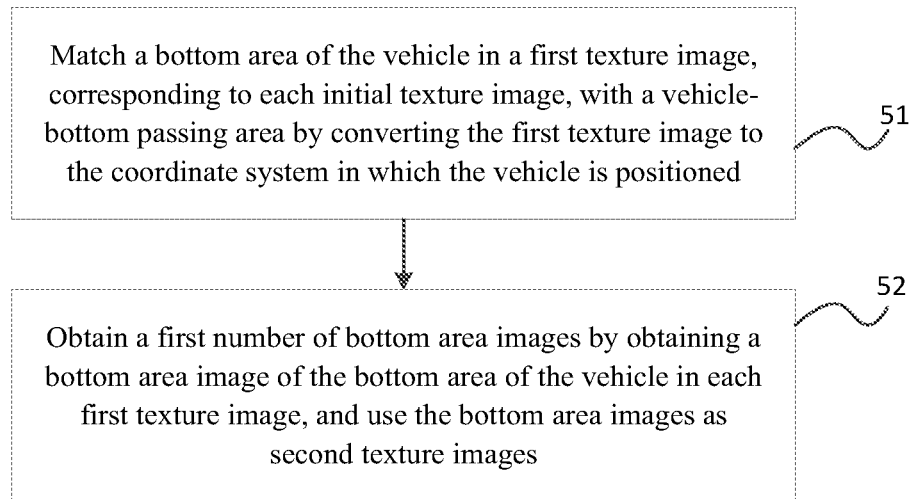 Match a bottom area of the vehicle in a first texture image,
corresponding to each initial texture image, with a vehicle-
bottom passing area by converting the first texture image to
the coordinate system in which the vehicle is positioned
51
Obtain a first number of bottom area images by obtaining a
bottom area image of the bottom area of the vehicle in each
first texture image, and use the bottom area images as
second texture images
52